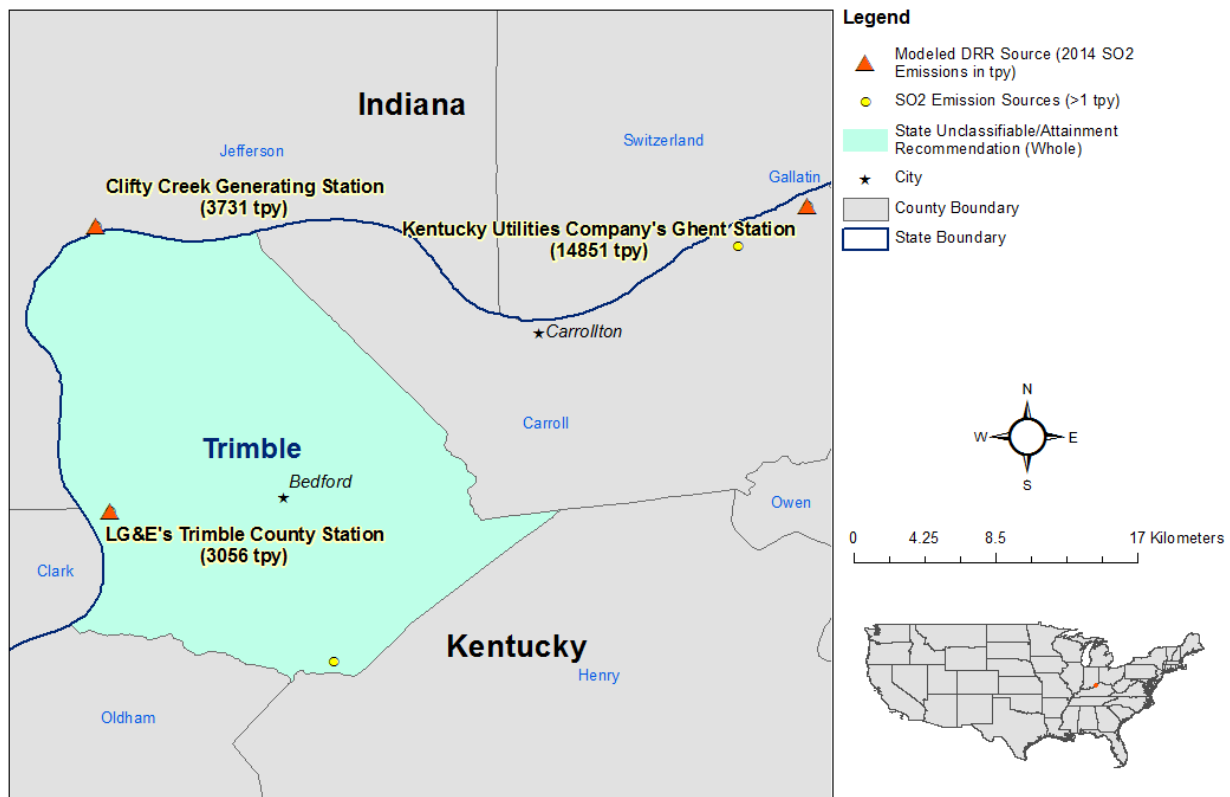 Indiana
Jefferson
Switzerland
Gallatin
Clifty Creek Generating Station
(3731 tpy)
Kentucky Utilities Company's Ghent Station
(14851 tpy)
Carrollton
Carroll
Trimble
Bedford
Owen
LG&E's Trimble County Station
(3056 tpy)
Clark
Kentucky
Henry
Oldham
Legend
Modeled DRR Source (2014 SO2
Emissions in tpy)
SO2 Emission Sources (>1 tpy)
State Unclassifiable/Attainment
Recommendation (Whole)
City
County Boundary
State Boundary
N
W
E
S
0 4.25 8.5 17 Kilometers